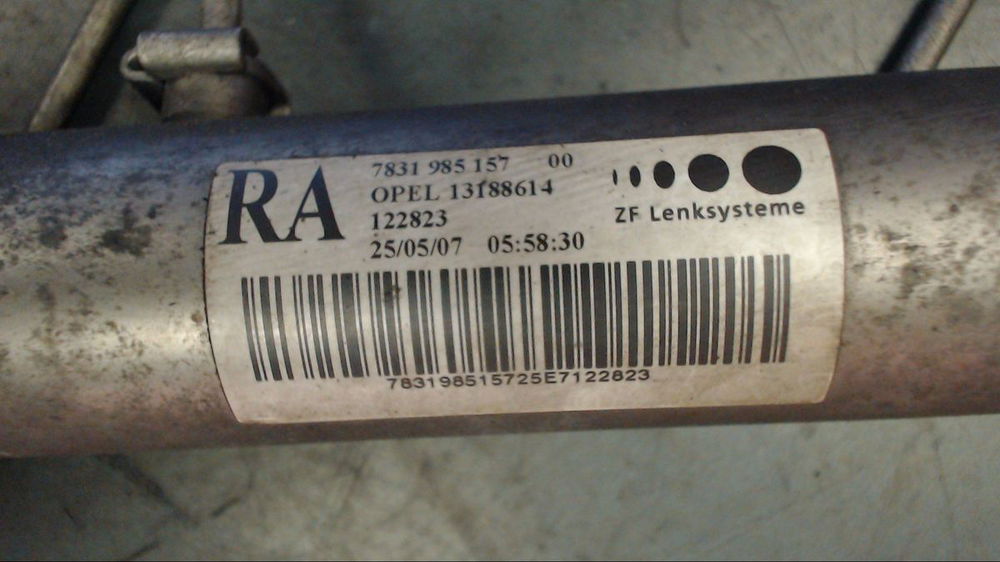 RA
7831 985 157 00
OPEL 13188614
122823
25/05/07 05:58:30
ZF Lenksysteme
783198515725E7122823